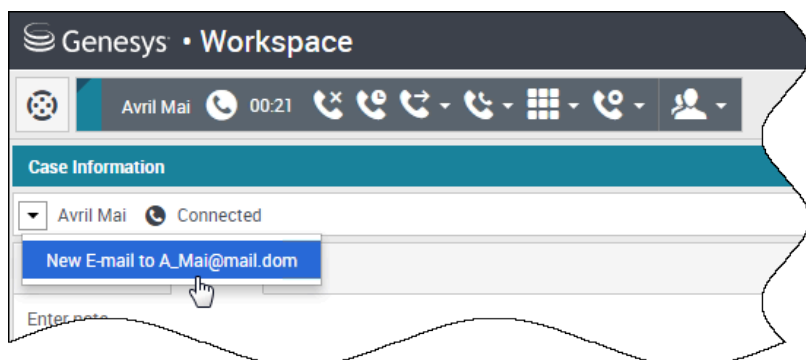 Genesys • Workspace
Avril Mai 00:21
Case Information
Avril Mai Connected
New E-mail to A_Mai@mail.dom
Enter note